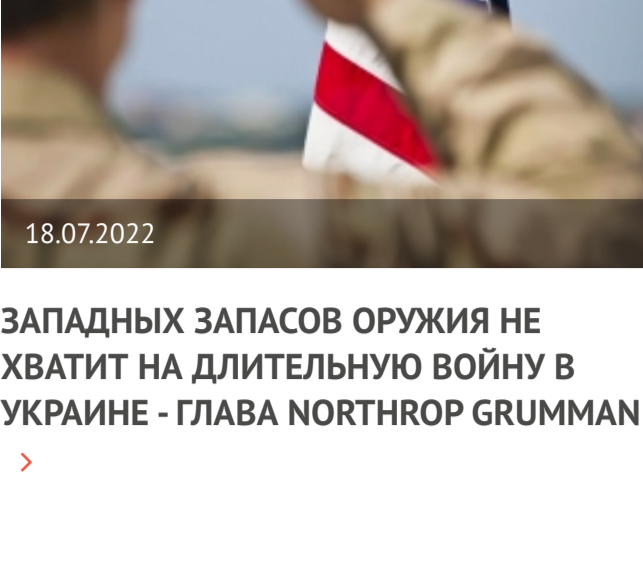 18.07.2022
ЗАПАДНЫХ ЗАПАСОВ ОРУЖИЯ НЕ
ХВАТИТ НА ДЛИТЕЛЬНУЮ ВОЙНУ В
УКРАИНЕ - ГЛАВА NORTHROP GRUMMAN